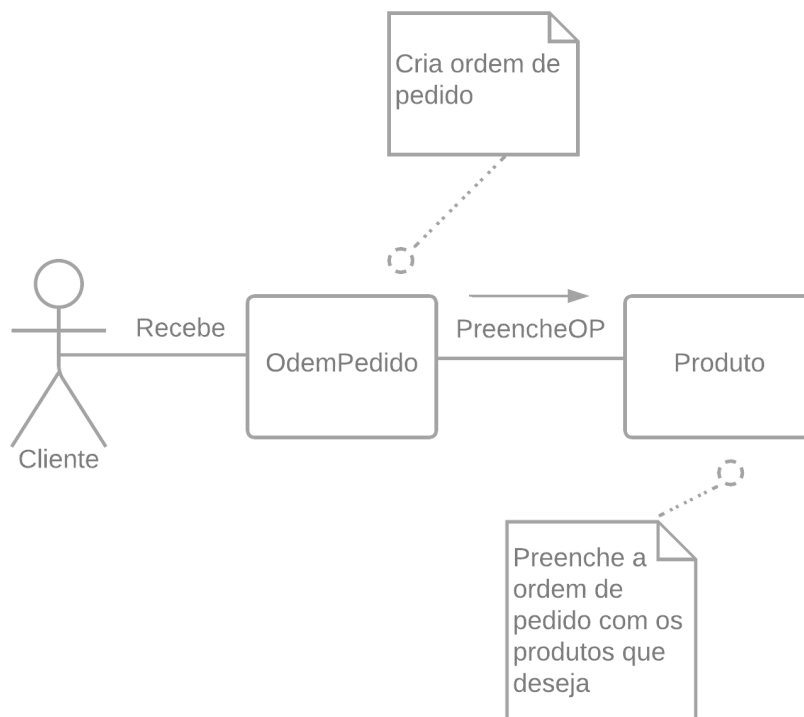 Cria ordem de
pedido
Recebe
PreencheOP
OdemPedido
Produto
Cliente
Preenche a
ordem de
pedido com os
produtos que
deseja